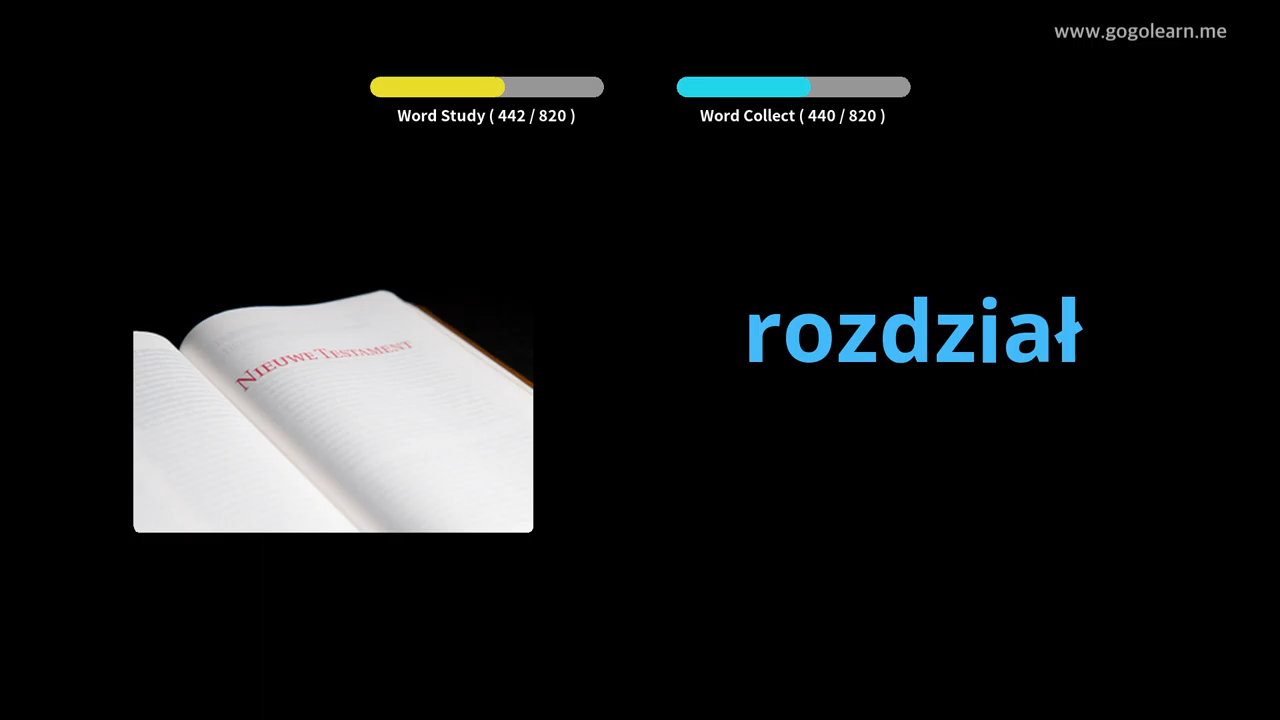 www.gogolearn.me
Word Study ( 442 / 820 )
Word Collect ( 440 / 820 )
NIEUWE TESTAMENT
rozdział